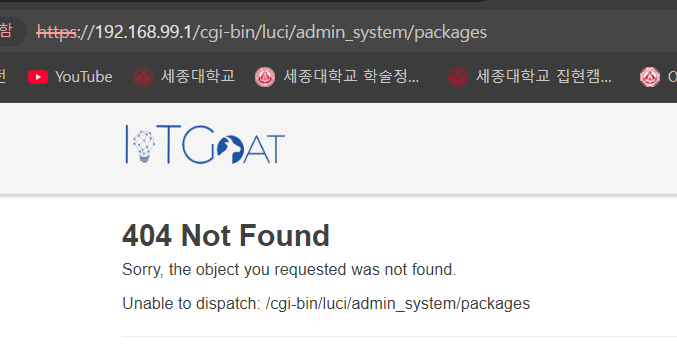 함 https://192.168.99.1/cgi-bin/luci/admin_system/packages
전 YouTube 세종대학교 세종대학교 학술정... 세종대학교 집현캠... O
IOTGOAT
404 Not Found
Sorry, the object you requested was not found.
Unable to dispatch: /cgi-bin/luci/admin_system/packages